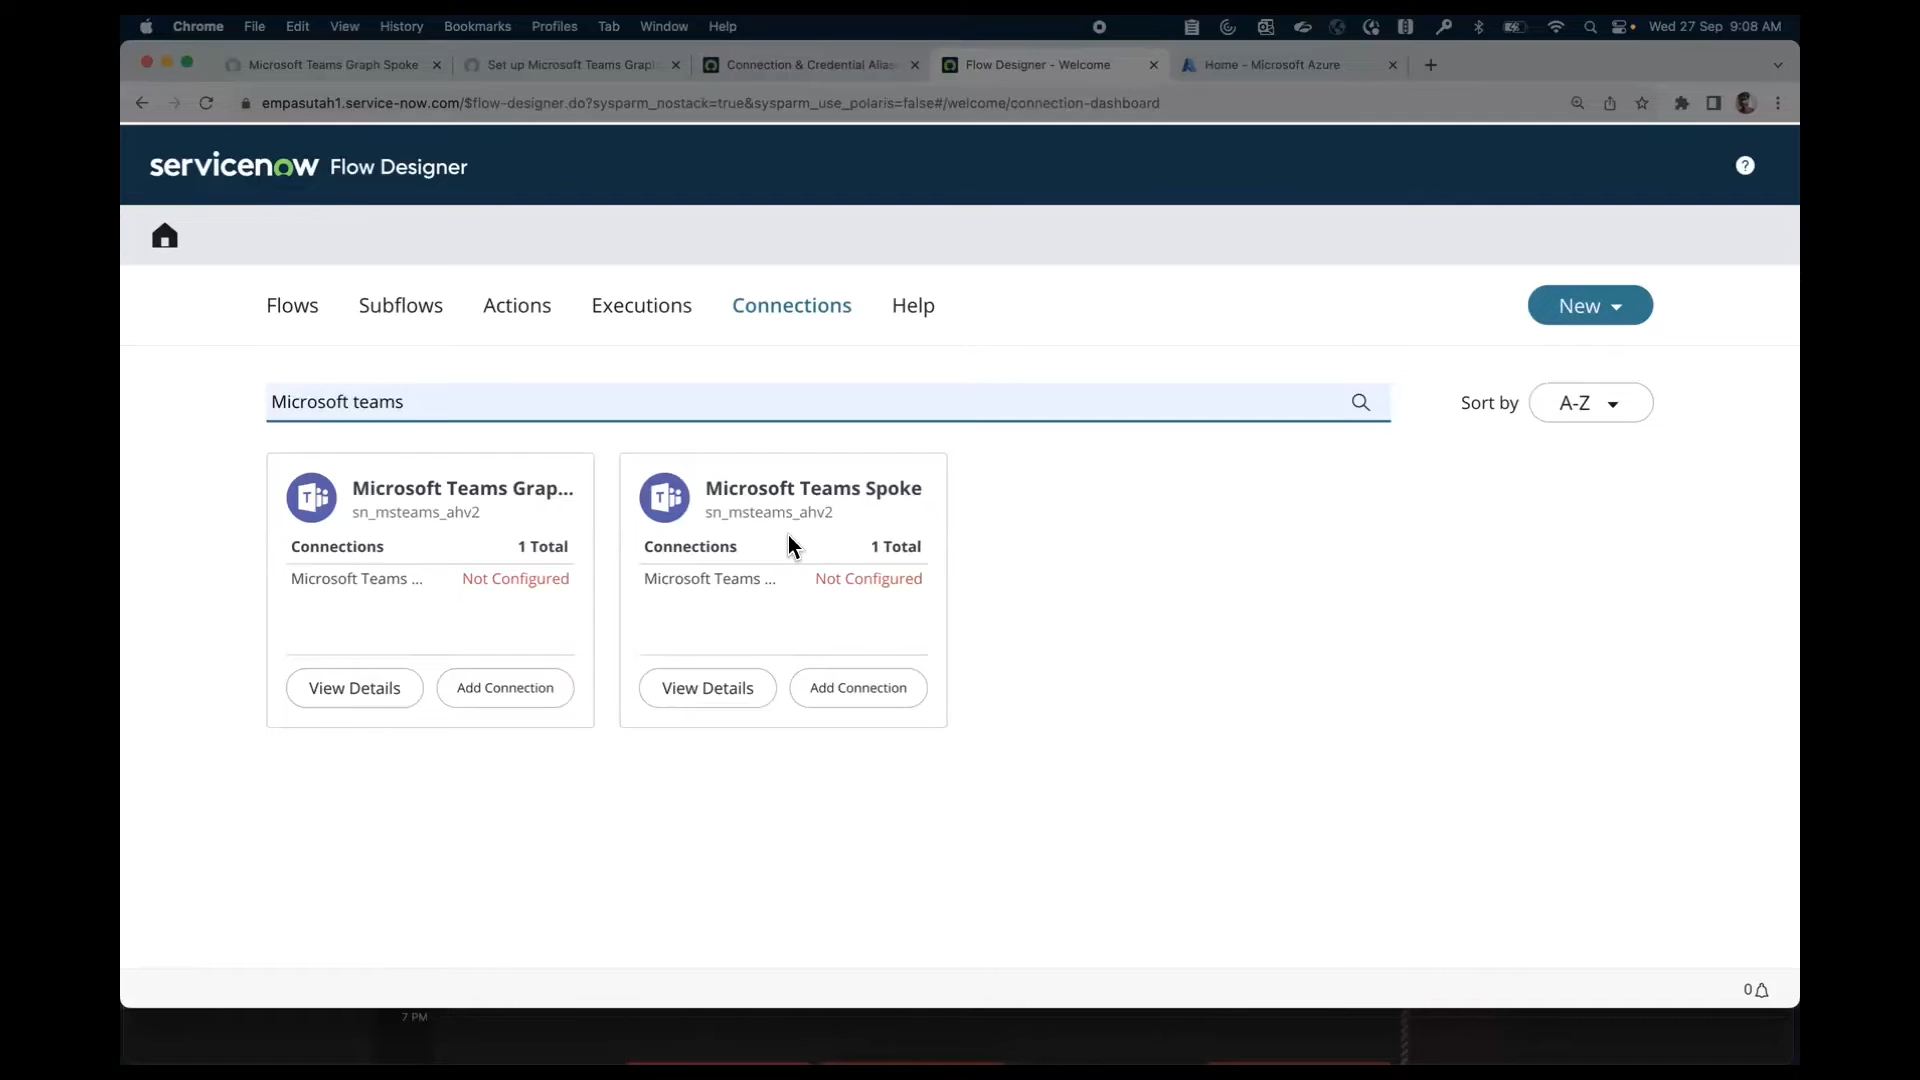 Chrome File Edit View History Bookmarks Profiles Tab Window Help Wed 27 Sep 9:08 AM
Microsoft Teams Graph Spoke Set up Microsoft Teams Grap Connection & Credential Alias Flow Designer - Welcome Home - Microsoft Azure
empasutah1.service-now.com/$flow-designer.do?sysparm_nostack=true&sysparm_use_polaris=false#/welcome/connection-dashboard
servicenow Flow Designer
Flows Subflows Actions Executions Connections Help New
Microsoft teams Sort by A-Z
Microsoft Teams Grap...
sn_msteams_ahv2
Connections 1 Total
Microsoft Teams ... Not Configured
View Details Add Connection
Microsoft Teams Spoke
sn_msteams_ahv2
Connections 1 Total
Microsoft Teams ... Not Configured
View Details Add Connection
0
7 PM